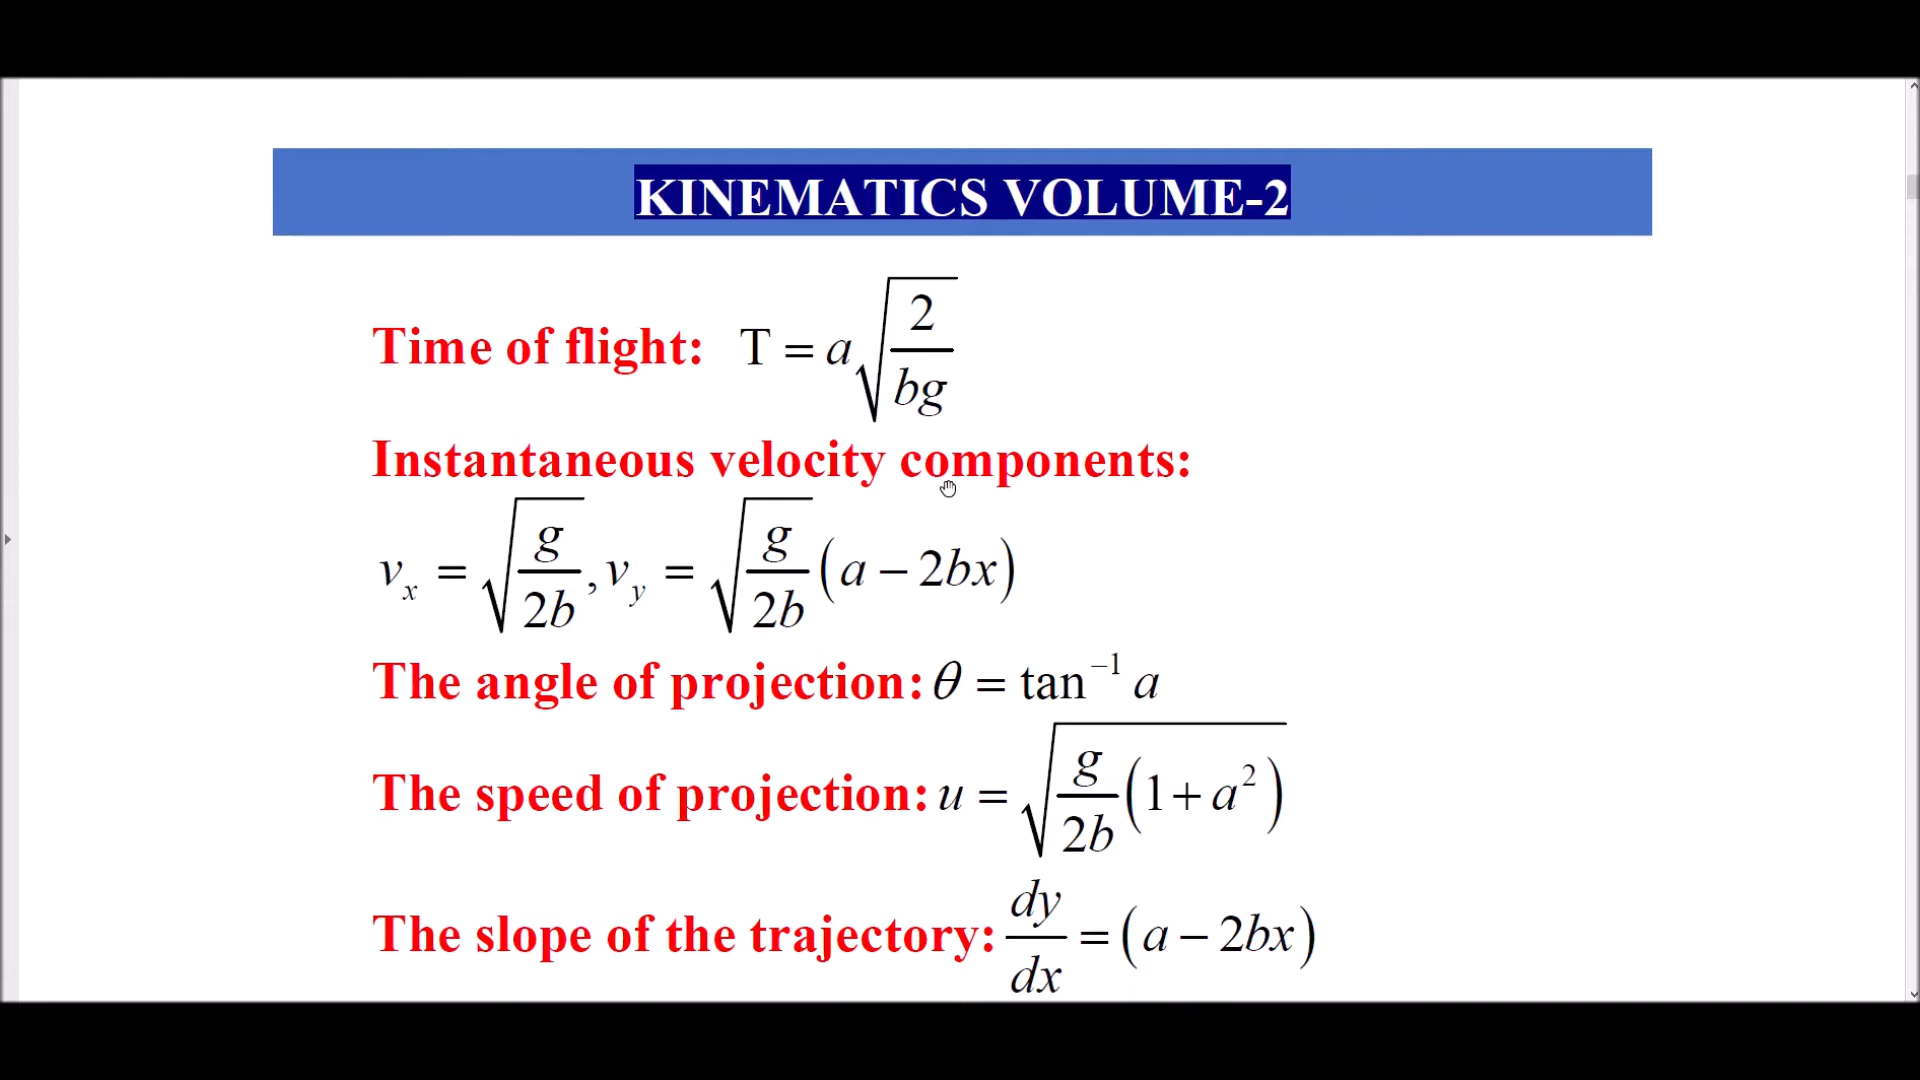 KINEMATICS VOLUME-2
Time of flight: T = a√(2/bg)
Instantaneous velocity components:
vₓ = √(g/2b), v_y = √(g/2b) (a − 2bx)
The angle of projection: θ = tan⁻¹ a
The speed of projection: u = √(g/2b (1 + a²))
The slope of the trajectory: dy/dx = (a − 2bx)